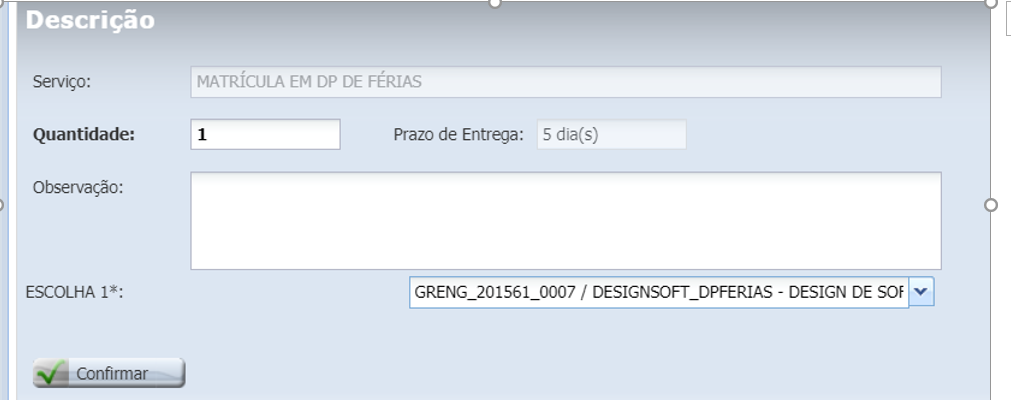 Descrição
Serviço: MATRÍCULA EM DP DE FÉRIAS
Quantidade: 1 Prazo de Entrega: 5 dia(s)
Observação:
ESCOLHA 1*: GRENG_201561_0007 / DESIGNSOFT_DPFERIAS - DESIGN DE SOF
Confirmar